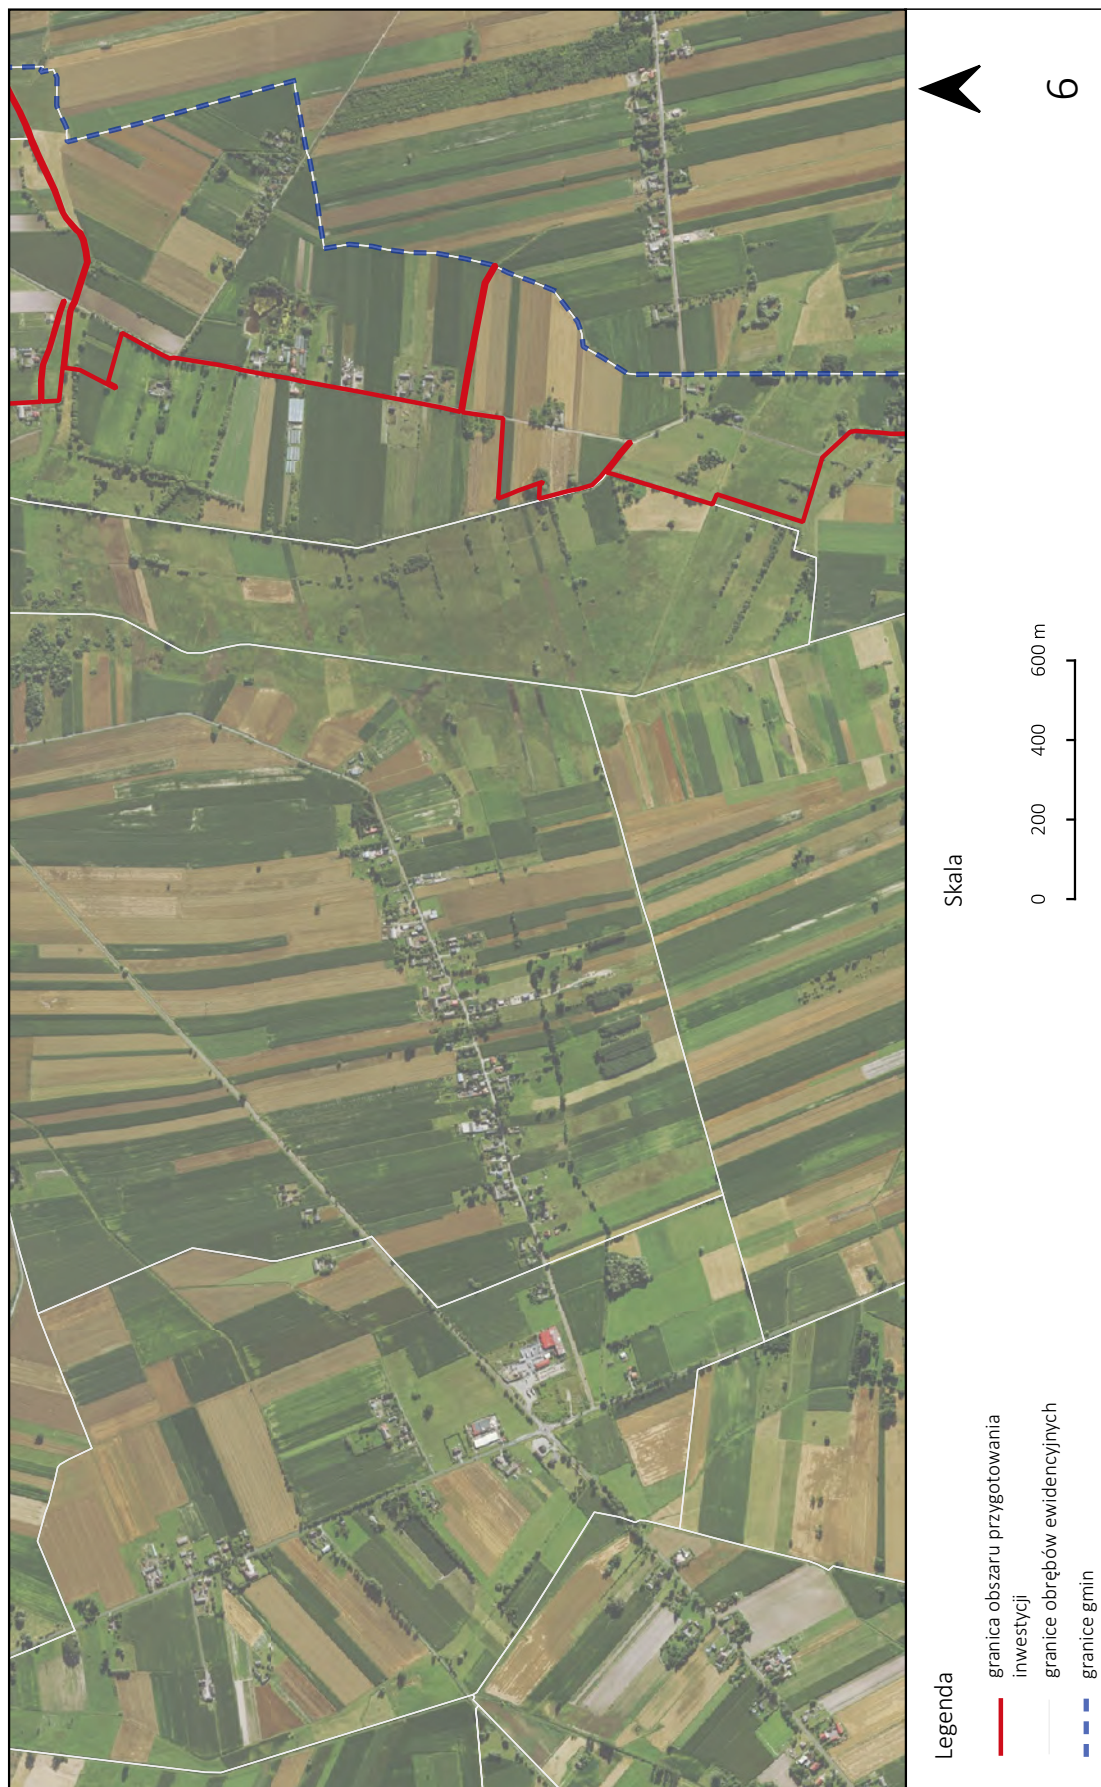 Legenda
granica obszaru przygotowania
inwestycji
granice obrębów ewidencyjnych
granice gmin
Skala
0 200 400 600 m
6